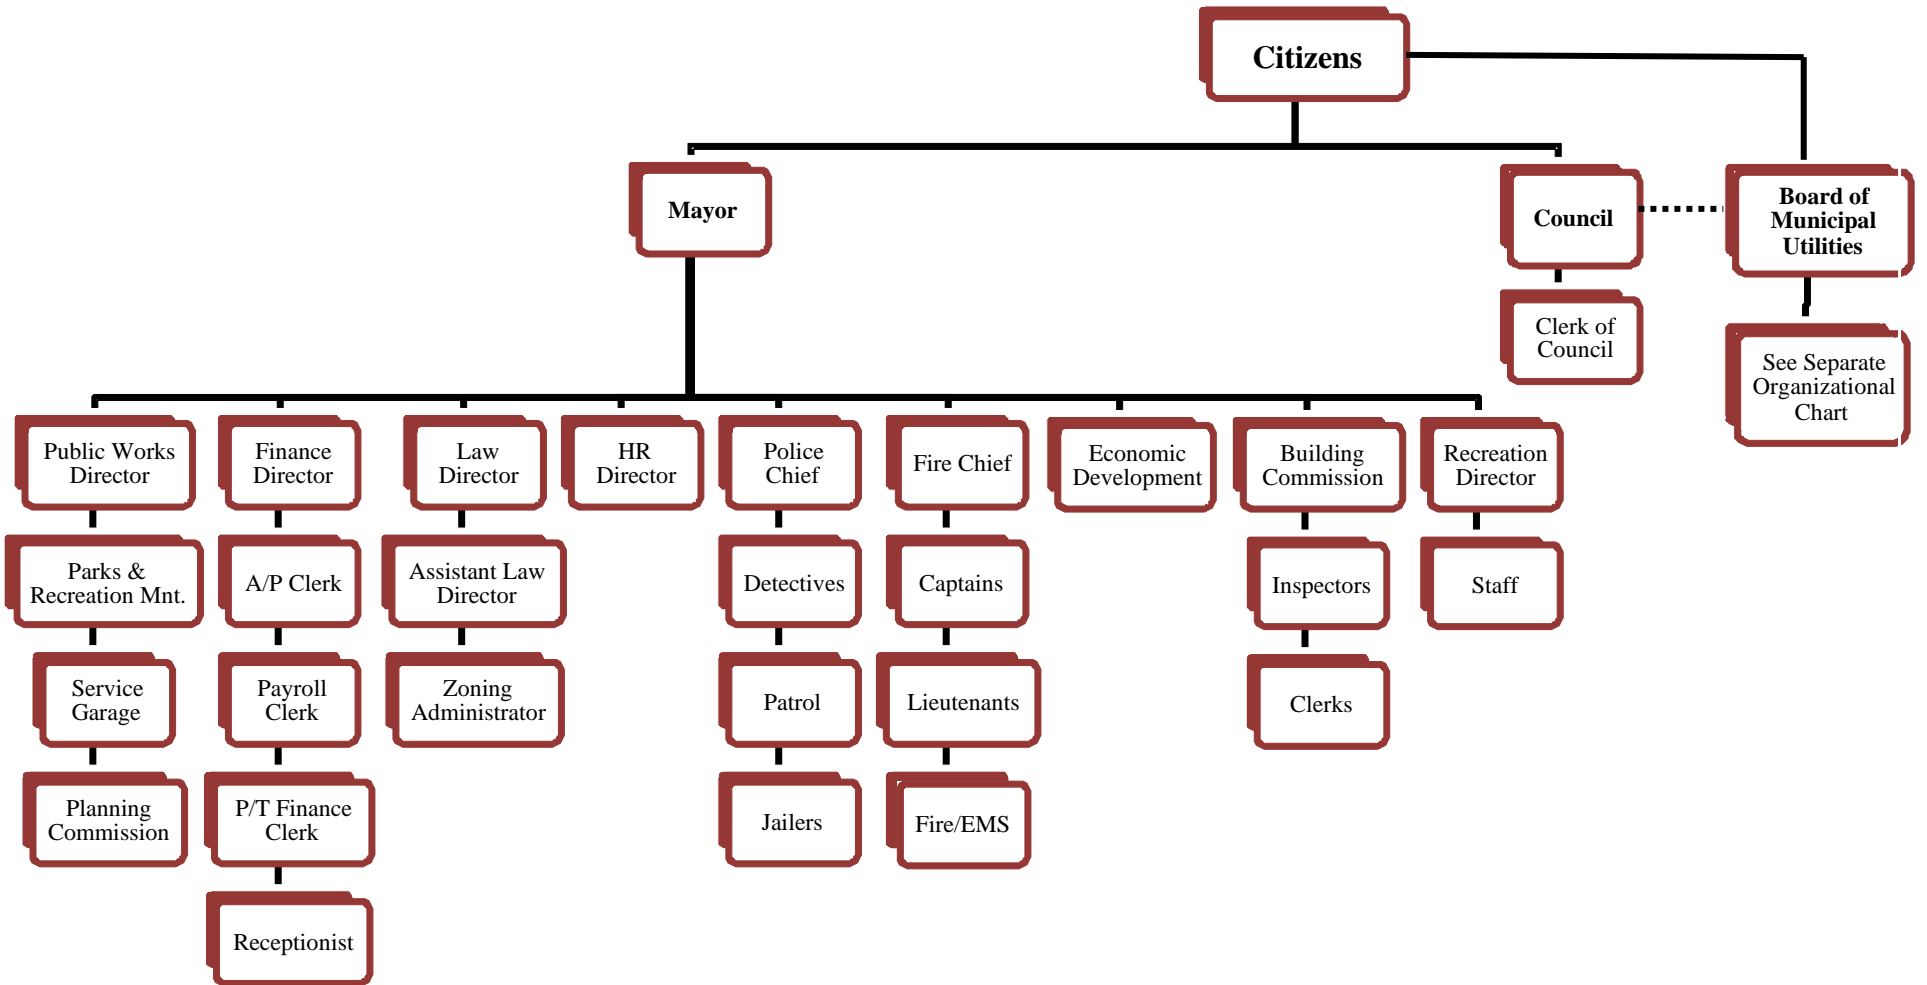 Citizens
Mayor
Council
Board of
Municipal
Utilities
Clerk of
Council
See Separate
Organizational
Chart
Public Works
Director
Finance
Director
Law
Director
HR
Director
Police
Chief
Fire Chief
Economic
Development
Building
Commission
Recreation
Director
Parks &
Recreation Mnt.
A/P Clerk
Assistant Law
Director
Detectives
Captains
Inspectors
Staff
Service
Garage
Payroll
Clerk
Zoning
Administrator
Patrol
Lieutenants
Clerks
Planning
Commission
P/T Finance
Clerk
Jailers
Fire/EMS
Receptionist